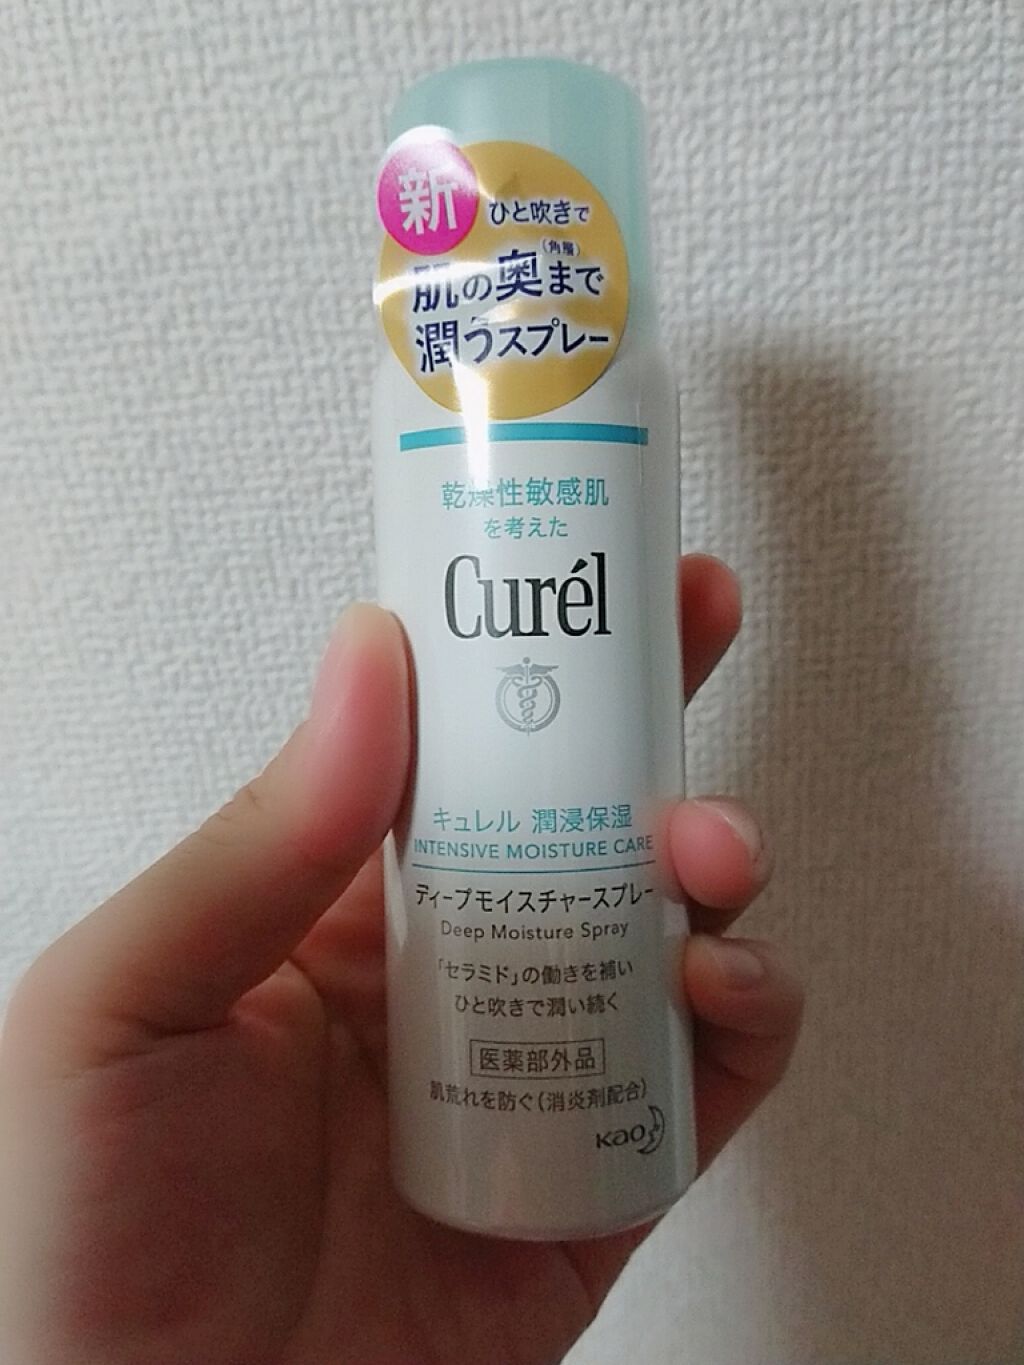 新
ひと吹きで
肌の奥(角層)まで
潤うスプレー
乾燥性敏感肌
を考えた
Curél
キュレル 潤浸保湿
INTENSIVE MOISTURE CARE
ディープモイスチャースプレー
Deep Moisture Spray
「セラミド」の働きを補い
ひと吹きで潤い続く
医薬部外品
肌荒れを防ぐ(消炎剤配合)
Kao